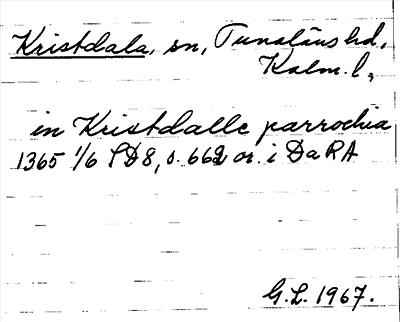 Kristdala, sn, Tunaläns hd,
Kalm. l,
in Kristdalle parrochia
1365 1/6 SD8, s. 662 or. i DaRA
G.L. 1967.